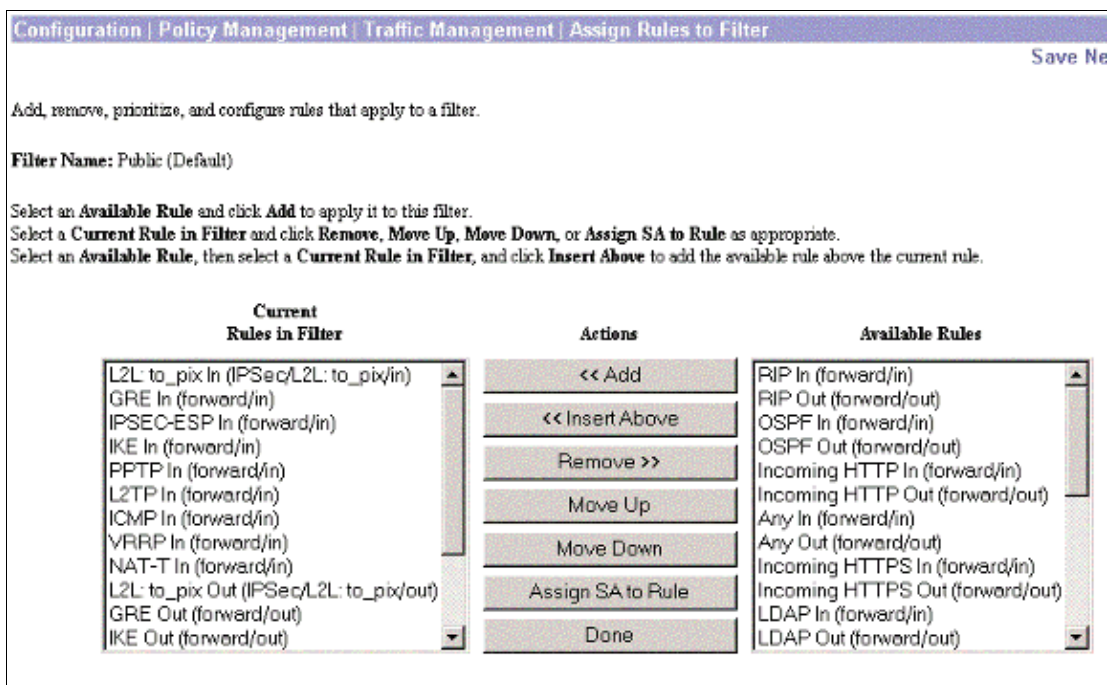 Configuration | Policy Management | Traffic Management | Assign Rules to Filter
Save Ne
Add, remove, prioritize, and configure rules that apply to a filter.
Filter Name: Public (Default)
Select an Available Rule and click Add to apply it to this filter.
Select a Current Rule in Filter and click Remove, Move Up, Move Down, or Assign SA to Rule as appropriate.
Select an Available Rule, then select a Current Rule in Filter, and click Insert Above to add the available rule above the current rule.
Current
Rules in Filter
L2L: to_pix In (IPSec/L2L: to_pix/in)
GRE In (forward/in)
IPSEC-ESP In (forward/in)
IKE In (forward/in)
PPTP In (forward/in)
L2TP In (forward/in)
ICMP In (forward/in)
VRRP In (forward/in)
NAT-T In (forward/in)
L2L: to_pix Out (IPSec/L2L: to_pix/out)
GRE Out (forward/out)
IKE Out (forward/out)
Actions
<< Add
<< Insert Above
Remove >>
Move Up
Move Down
Assign SA to Rule
Done
Available Rules
RIP In (forward/in)
RIP Out (forward/out)
OSPF In (forward/in)
OSPF Out (forward/out)
Incoming HTTP In (forward/in)
Incoming HTTP Out (forward/out)
Any In (forward/in)
Any Out (forward/out)
Incoming HTTPS In (forward/in)
Incoming HTTPS Out (forward/out)
LDAP In (forward/in)
LDAP Out (forward/out)